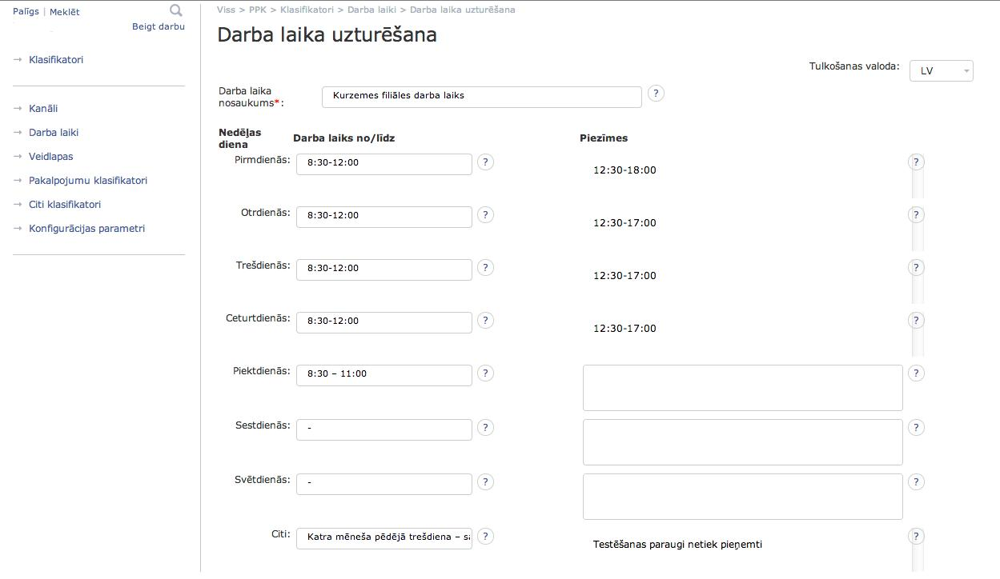 Palīgs | Meklēt
Beigt darbu
→ Klasifikatori
→ Kanāli
→ Darba laiki
→ Veidlapas
→ Pakalpojumu klasifikatori
→ Citi klasifikatori
→ Konfigurācijas parametri
Viss > PPK > Klasifikatori > Darba laiki > Darba laika uzturēšana
Darba laika uzturēšana
Tulkošanas valoda: LV
Darba laika
nosaukums*: Kurzemes filiāles darba laiks ?
Nedēļas
diena Darba laiks no/līdz Piezīmes
Pirmdienās: 8:30-12:00 ? 12:30-18:00 ?
Otrdienās: 8:30-12:00 ? 12:30-17:00 ?
Trešdienās: 8:30-12:00 ? 12:30-17:00 ?
Ceturtdienās: 8:30-12:00 ? 12:30-17:00 ?
Piektdienās: 8:30 – 11:00 ? ?
Sestdienās: - ? ?
Svētdienās: - ? ?
Citi: Katra mēneša pēdējā trešdiena – ? Testēšanas paraugi netiek pieņemti ?